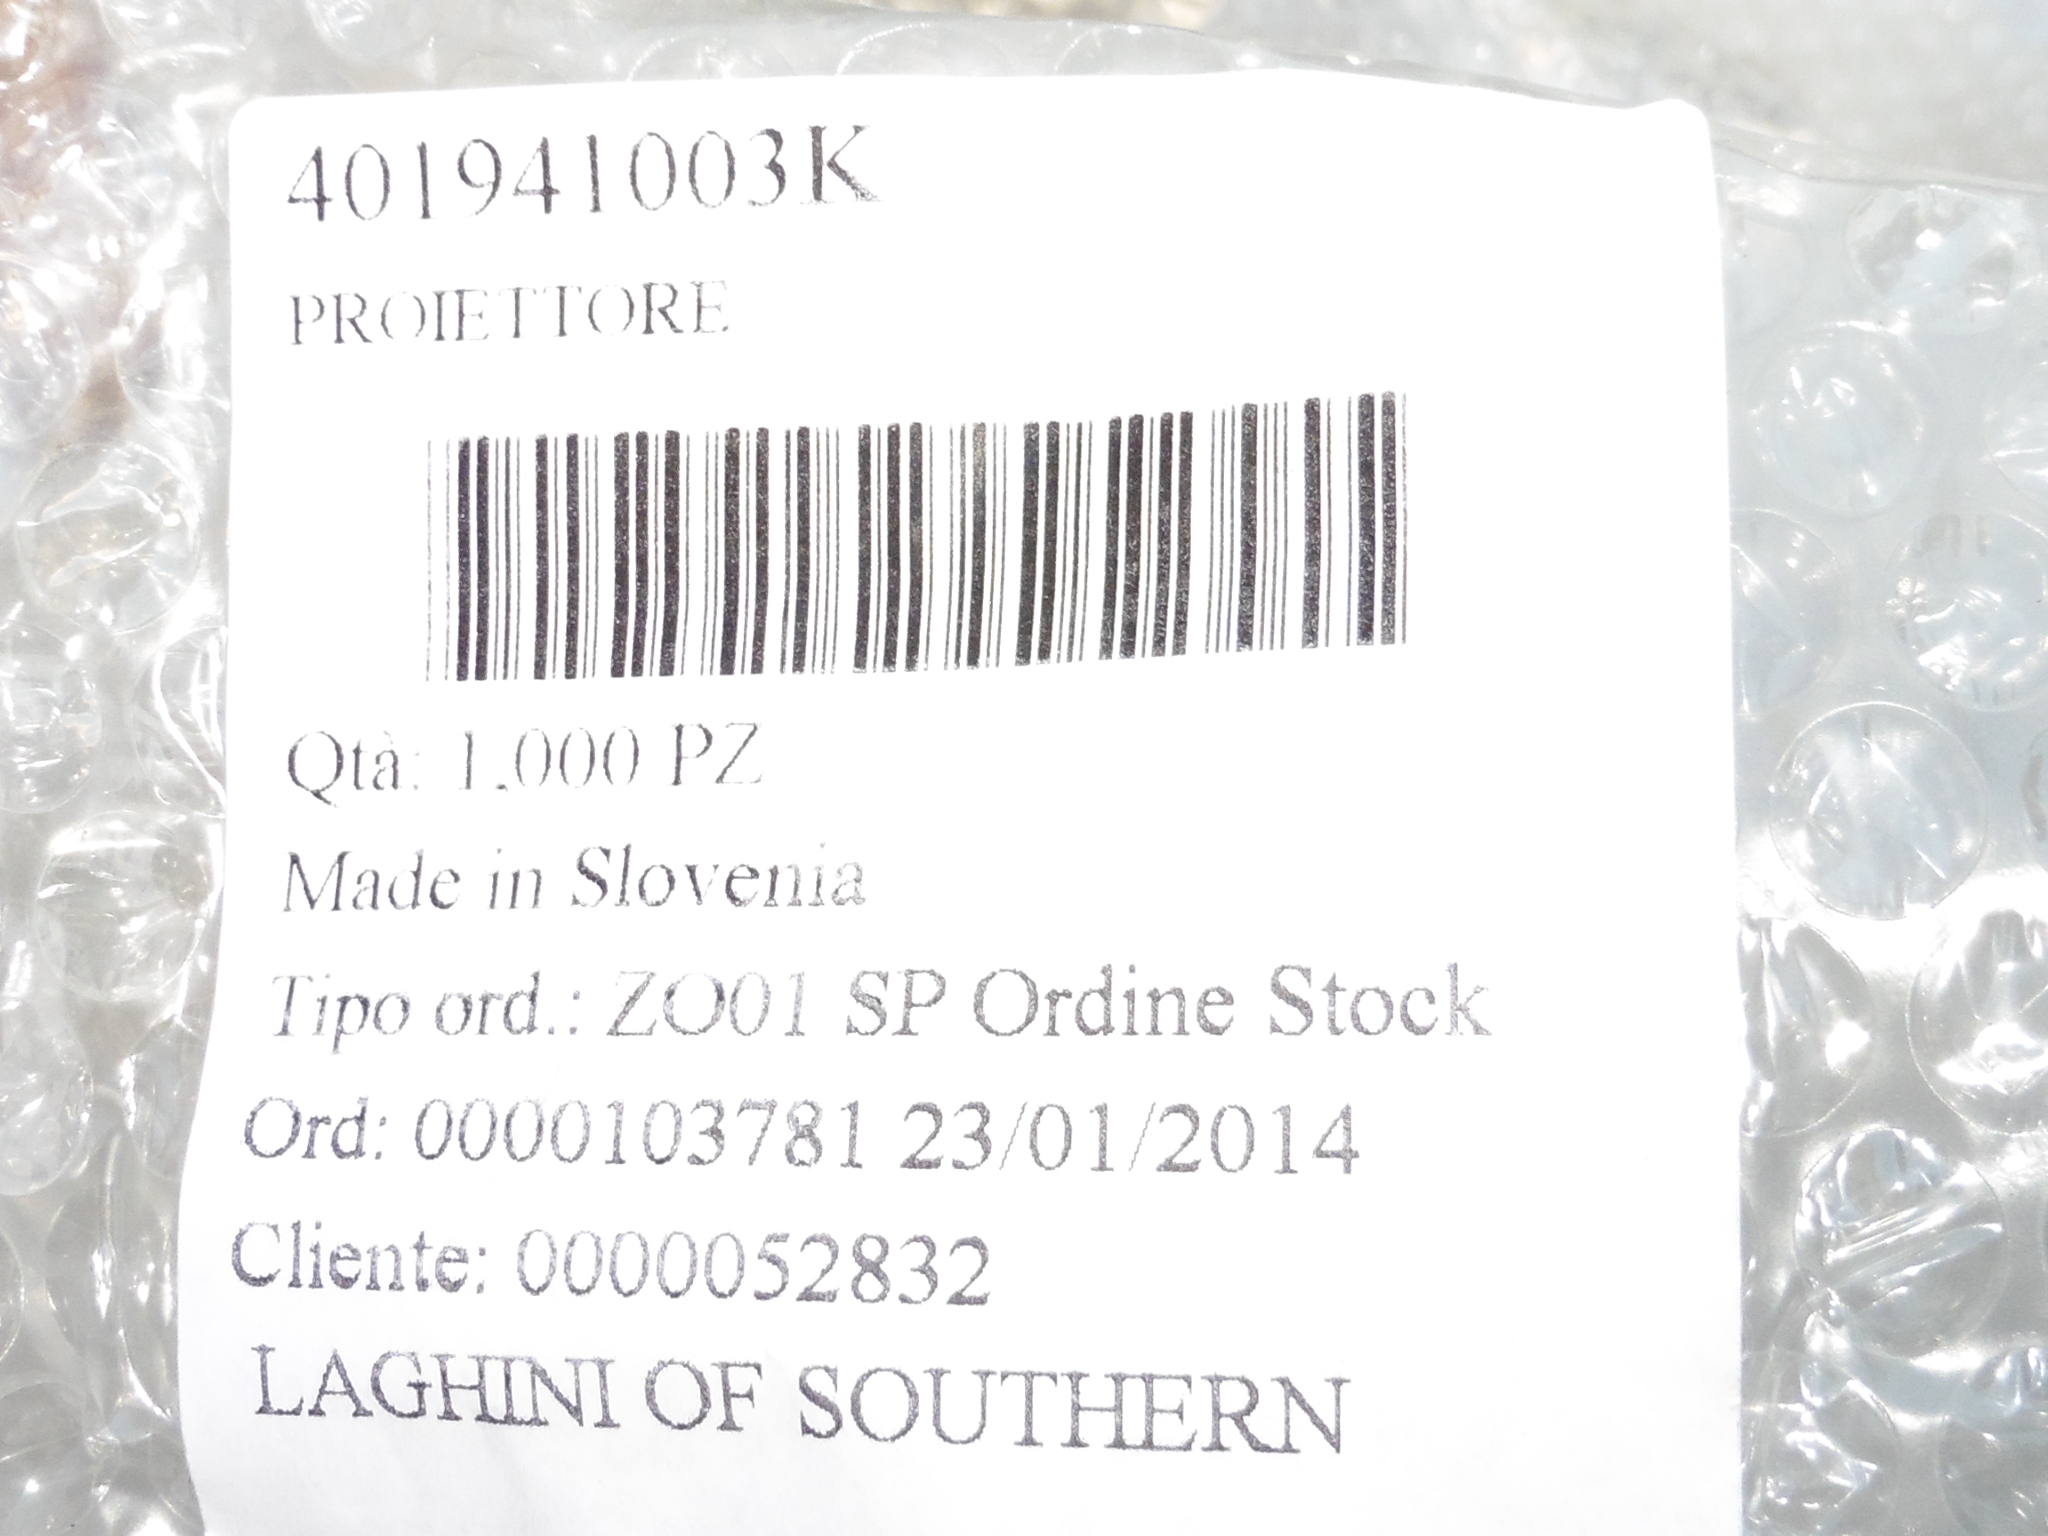 401941003K
PROIETTORE
Qtà: 1,000 PZ
Made in Slovenia
Tipo ord.: ZO01 SP Ordine Stock
Ord: 0000103781 23/01/2014
Cliente: 0000052832
LAGHINI OF SOUTHERN